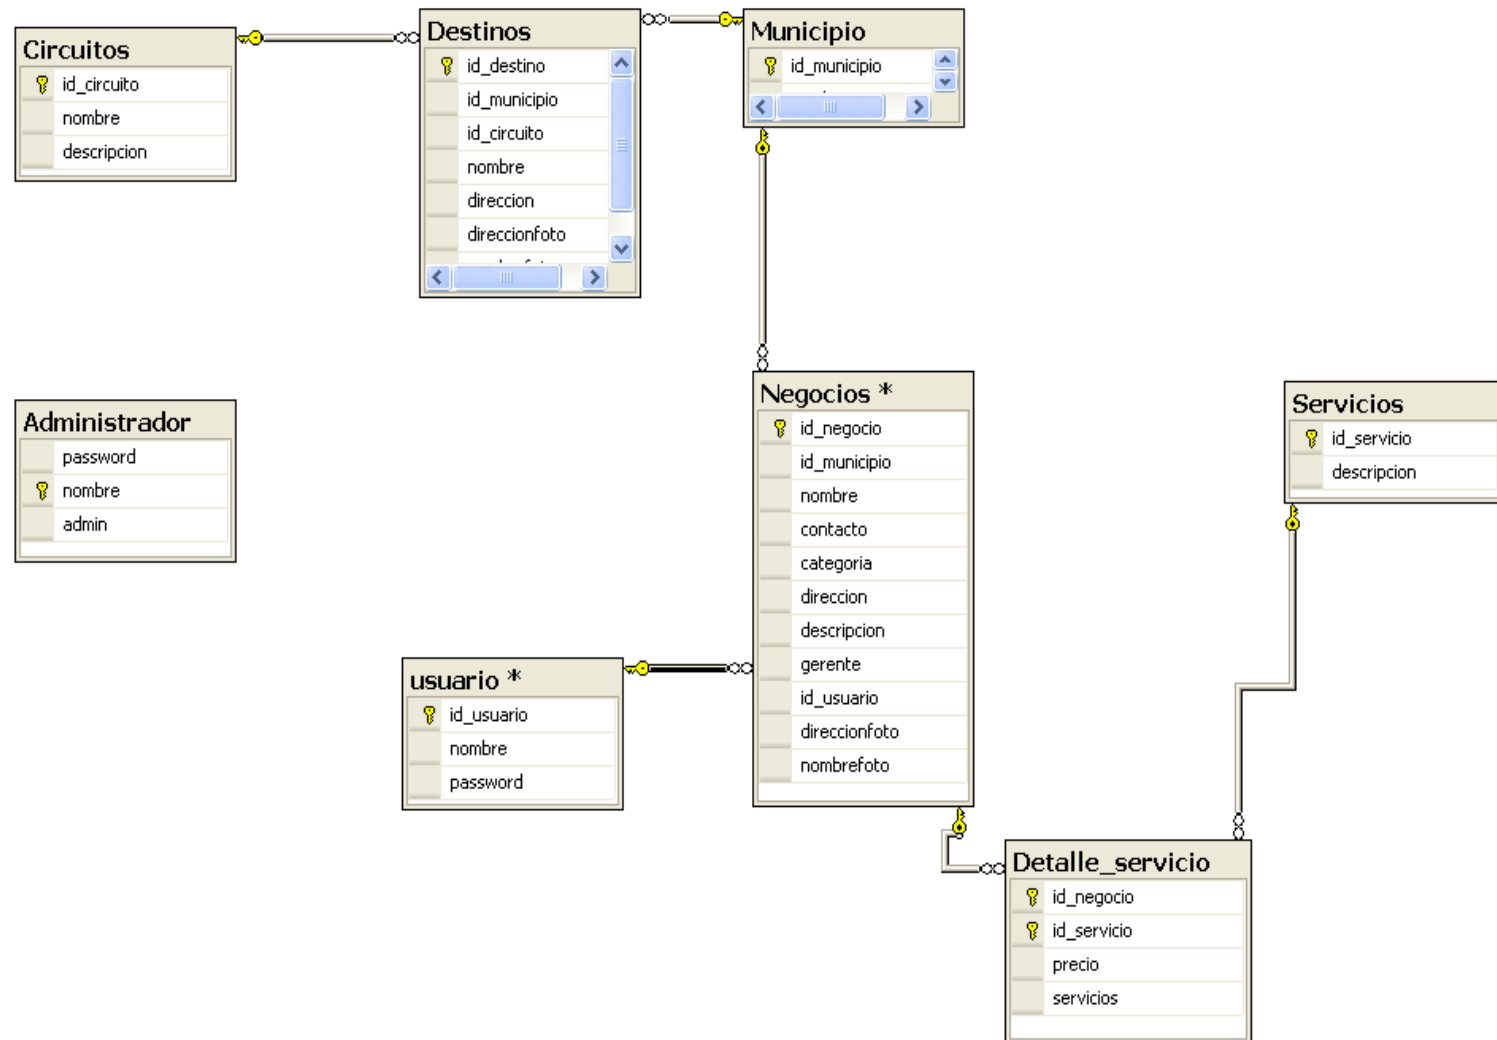 Circuitos
id_circuito
nombre
descripcion
Destinos
id_destino
id_municipio
id_circuito
nombre
direccion
direccionfoto
Municipio
id_municipio
Administrador
password
nombre
admin
Negocios *
id_negocio
id_municipio
nombre
contacto
categoria
direccion
descripcion
gerente
id_usuario
direccionfoto
nombrefoto
Servicios
id_servicio
descripcion
usuario *
id_usuario
nombre
password
Detalle_servicio
id_negocio
id_servicio
precio
servicios